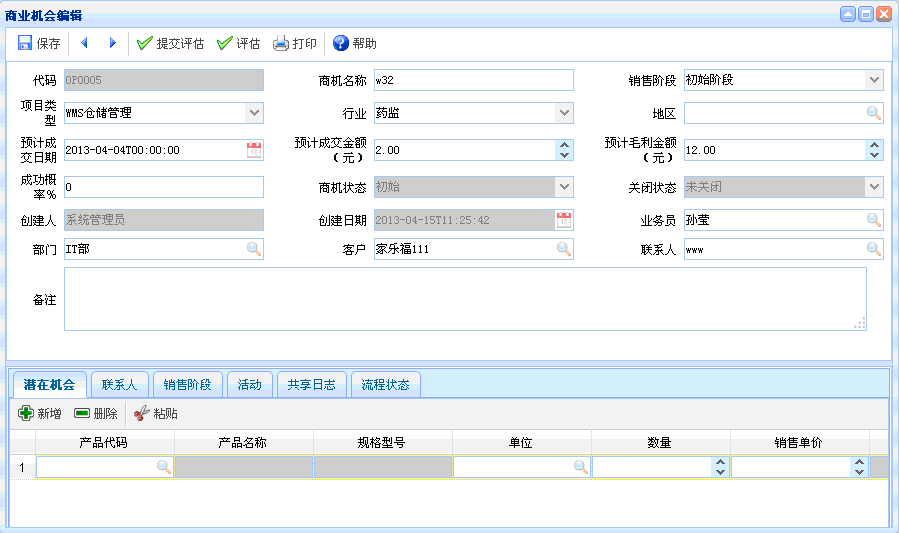 商业机会编辑
保存 提交评估 评估 打印 帮助
代码 OP0005 商机名称 w32 销售阶段 初始阶段
项目类型 WMS仓储管理 行业 药监 地区
预计成交日期 2013-04-04T00:00:00 预计成交金额（元） 2.00 预计毛利金额（元） 12.00
成功概率% 0 商机状态 初始 关闭状态 未关闭
创建人 系统管理员 创建日期 2013-04-15T11:25:42 业务员 孙莹
部门 IT部 客户 家乐福111 联系人 www
备注
潜在机会 联系人 销售阶段 活动 共享日志 流程状态
新增 删除 粘贴
产品代码 产品名称 规格型号 单位 数量 销售单价
1